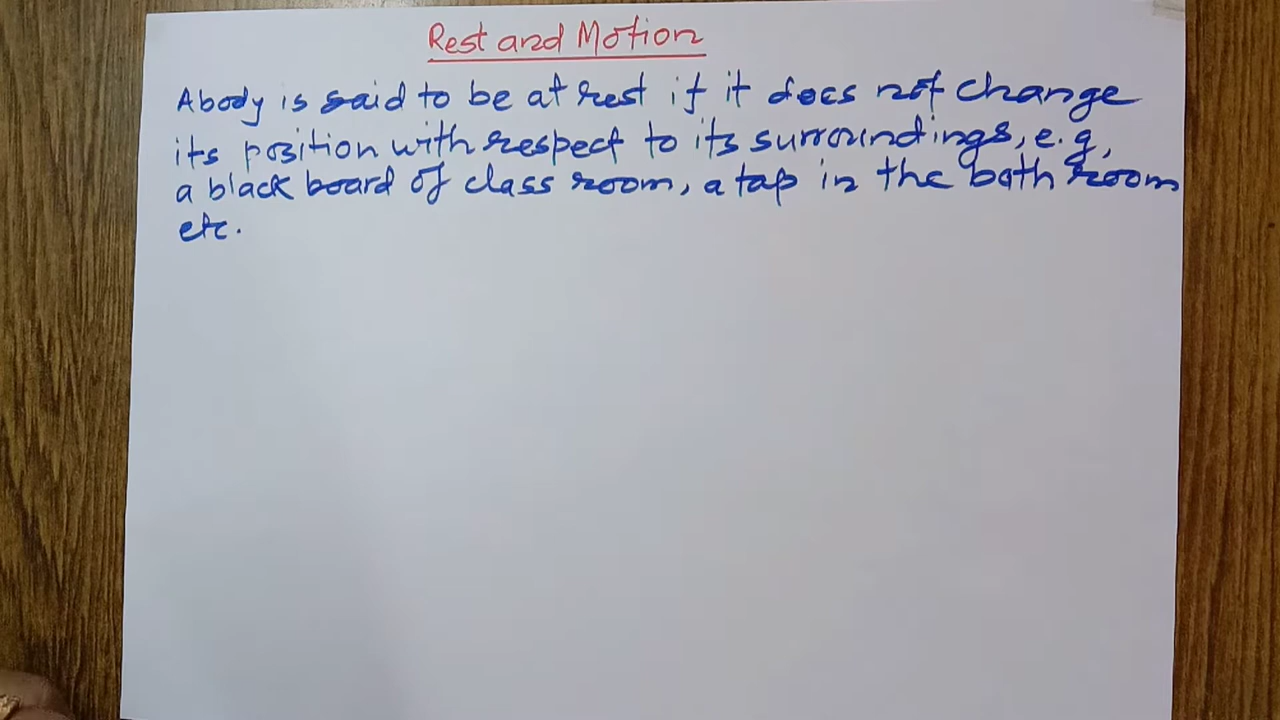 Rest and Motion
A body is said to be at rest if it does not change
its position with respect to its surroundings, e.g,
a black board of class room, a tap in the bath room
etc.